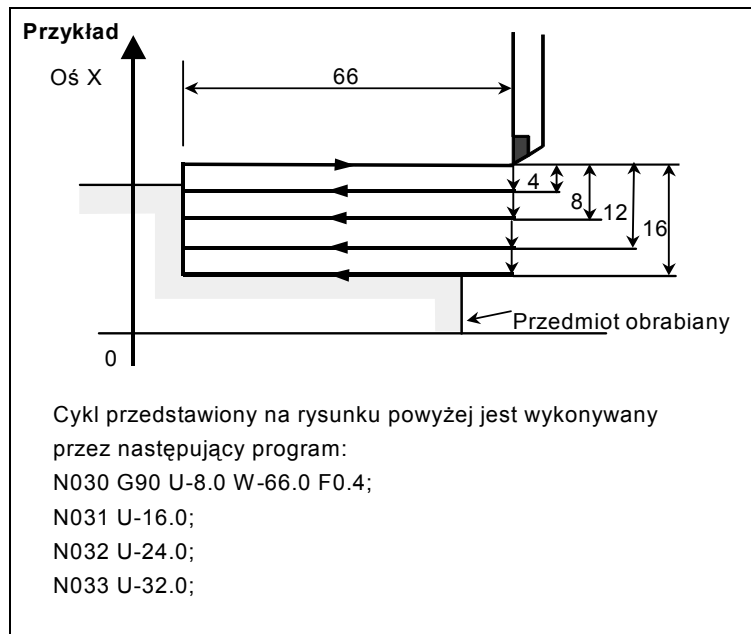 Przykład
Oś X
66
4
8
12
16
Przedmiot obrabiany
0
Cykl przedstawiony na rysunku powyżej jest wykonywany
przez następujący program:
N030 G90 U-8.0 W-66.0 F0.4;
N031 U-16.0;
N032 U-24.0;
N033 U-32.0;